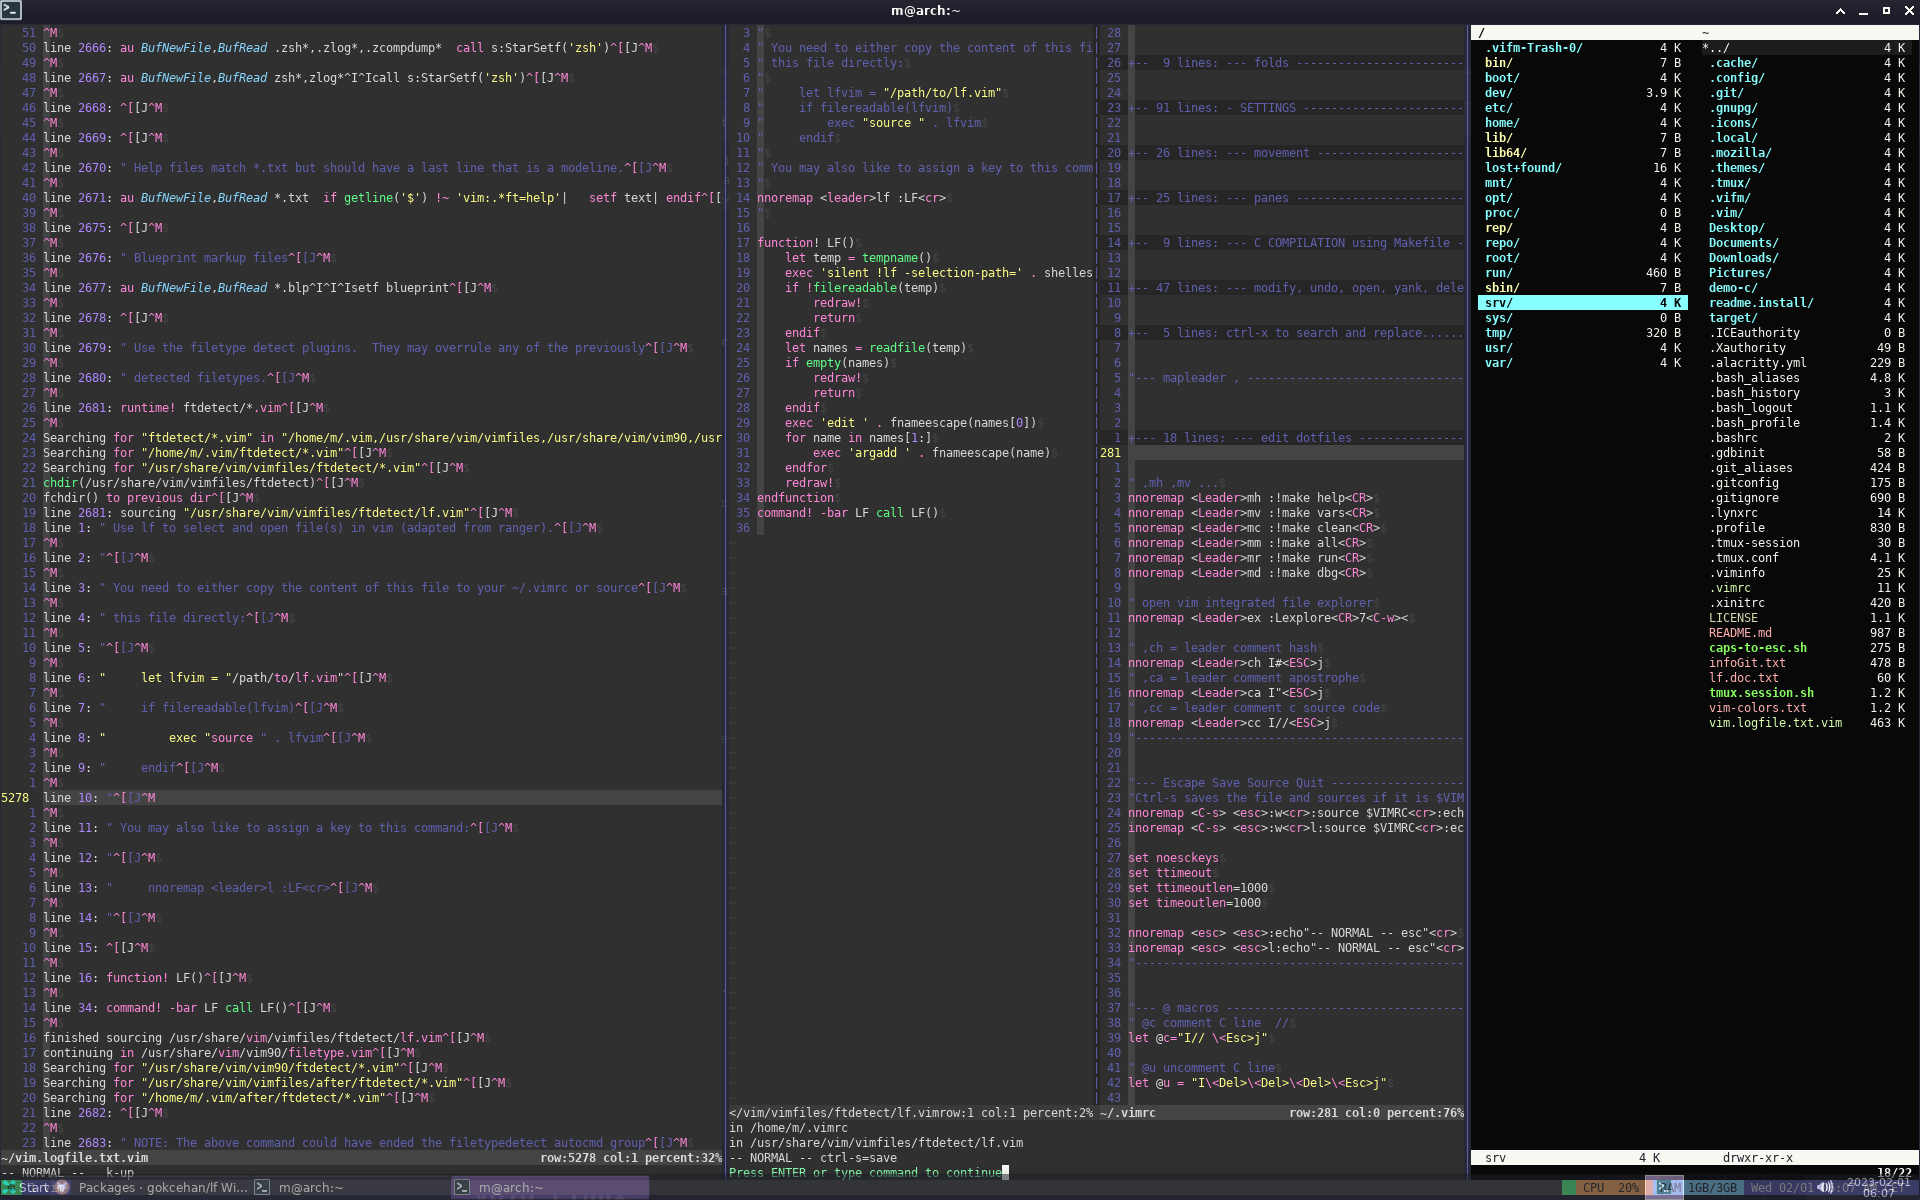 m@arch:~
51 ^M
50 line 2666: au BufNewFile,BufRead .zsh*,.zlog*,.zcompdump*  call s:StarSetf('zsh')^[[J^M
49 ^M
48 line 2667: au BufNewFile,BufRead zsh*,zlog*^I^Icall s:StarSetf('zsh')^[[J^M
47 ^M
46 line 2668: ^[[J^M
45 ^M
44 line 2669: ^[[J^M
43 ^M
42 line 2670: " Help files match *.txt but should have a last line that is a modeline.^[[J^M
41 ^M
40 line 2671: au BufNewFile,BufRead *.txt  if getline('$') !~ 'vim:.*ft=help'|   setf text| endif^[[
39 ^M
38 line 2675: ^[[J^M
37 ^M
36 line 2676: " Blueprint markup files^[[J^M
35 ^M
34 line 2677: au BufNewFile,BufRead *.blp^I^I^Isetf blueprint^[[J^M
33 ^M
32 line 2678: ^[[J^M
31 ^M
30 line 2679: " Use the filetype detect plugins.  They may overrule any of the previously^[[J^M
29 ^M
28 line 2680: " detected filetypes.^[[J^M
27 ^M
26 line 2681: runtime! ftdetect/*.vim^[[J^M
25 ^M
24 Searching for "ftdetect/*.vim" in "/home/m/.vim,/usr/share/vim/vimfiles,/usr/share/vim/vim90,/usr
23 Searching for "/home/m/.vim/ftdetect/*.vim"^[[J^M
22 Searching for "/usr/share/vim/vimfiles/ftdetect/*.vim"^[[J^M
21 chdir(/usr/share/vim/vimfiles/ftdetect)^[[J^M
20 fchdir() to previous dir^[[J^M
19 line 2681: sourcing "/usr/share/vim/vimfiles/ftdetect/lf.vim"^[[J^M
18 line 1: " Use lf to select and open file(s) in vim (adapted from ranger).^[[J^M
17 ^M
16 line 2: "^[[J^M
15 ^M
14 line 3: " You need to either copy the content of this file to your ~/.vimrc or source^[[J^M
13 ^M
12 line 4: " this file directly:^[[J^M
11 ^M
10 line 5: "^[[J^M
9 ^M
8 line 6: "     let lfvim = "/path/to/lf.vim"^[[J^M
7 ^M
6 line 7: "     if filereadable(lfvim)^[[J^M
5 ^M
4 line 8: "         exec "source " . lfvim^[[J^M
3 ^M
2 line 9: "     endif^[[J^M
1 ^M
5278 line 10: "^[[J^M
1 ^M
2 line 11: " You may also like to assign a key to this command:^[[J^M
3 ^M
4 line 12: "^[[J^M
5 ^M
6 line 13: "     nnoremap <leader>l :LF<cr>^[[J^M
7 ^M
8 line 14: "^[[J^M
9 ^M
10 line 15: ^[[J^M
11 ^M
12 line 16: function! LF()^[[J^M
13 ^M
14 line 34: command! -bar LF call LF()^[[J^M
15 ^M
16 finished sourcing /usr/share/vim/vimfiles/ftdetect/lf.vim^[[J^M
17 continuing in /usr/share/vim/vim90/filetype.vim^[[J^M
18 Searching for "/usr/share/vim/vim90/ftdetect/*.vim"^[[J^M
19 Searching for "/usr/share/vim/vimfiles/after/ftdetect/*.vim"^[[J^M
20 Searching for "/home/m/.vim/after/ftdetect/*.vim"^[[J^M
21 line 2682: ^[[J^M
22 ^M
23 line 2683: " NOTE: The above command could have ended the filetypedetect autocmd group^[[J^M
~/vim.logfile.txt.vim row:5278 col:1 percent:32%
-- NORMAL --   k-up
3 "
4 " You need to either copy the content of this fi
5 " this file directly:
6 "
7 "     let lfvim = "/path/to/lf.vim"
8 "     if filereadable(lfvim)
9 "         exec "source " . lfvim
10 "     endif
11 "
12 " You may also like to assign a key to this comm
13 "
14 nnoremap <leader>lf :LF<cr>
15 "
16
17 function! LF()
18     let temp = tempname()
19     exec 'silent !lf -selection-path=' . shelles
20     if !filereadable(temp)
21         redraw!
22         return
23     endif
24     let names = readfile(temp)
25     if empty(names)
26         redraw!
27         return
28     endif
29     exec 'edit ' . fnameescape(names[0])
30     for name in names[1:]
31         exec 'argadd ' . fnameescape(name)
32     endfor
33     redraw!
34 endfunction
35 command! -bar LF call LF()
36
</vim/vimfiles/ftdetect/lf.vimrow:1 col:1 percent:2%
in /home/m/.vimrc
in /usr/share/vim/vimfiles/ftdetect/lf.vim
-- NORMAL -- ctrl-s=save
Press ENTER or type command to continue
28
27
26 +--  9 lines: --- folds ------------------------
25
24
23 +-- 91 lines: - SETTINGS ------------------------
22
21
20 +-- 26 lines: --- movement ----------------------
19
18
17 +-- 25 lines: --- panes -------------------------
16
15
14 +--  9 lines: --- C COMPILATION using Makefile -
13
12
11 +-- 47 lines: --- modify, undo, open, yank, dele
10
9
8 +--  5 lines: ctrl-x to search and replace......
7
6
5 "--- mapleader , -------------------------------
4
3
2
1 +-- 18 lines: --- edit dotfiles ----------------
281
1
2 " ,mh ,mv ...
3 nnoremap <Leader>mh :!make help<CR>
4 nnoremap <Leader>mv :!make vars<CR>
5 nnoremap <Leader>mc :!make clean<CR>
6 nnoremap <Leader>mm :!make all<CR>
7 nnoremap <Leader>mr :!make run<CR>
8 nnoremap <Leader>md :!make dbg<CR>
9
10 " open vim integrated file explorer
11 nnoremap <Leader>ex :Lexplore<CR>7<C-w><
12
13 " ,ch = leader comment hash
14 nnoremap <Leader>ch I#<ESC>j
15 " ,ca = leader comment apostrophe
16 nnoremap <Leader>ca I"<ESC>j
17 " ,cc = leader comment c source code
18 nnoremap <Leader>cc I//<ESC>j
19 "-----------------------------------------------
20
21
22 "--- Escape Save Source Quit --------------------
23 "Ctrl-s saves the file and sources if it is $VIM
24 nnoremap <C-s> <esc>:w<cr>:source $VIMRC<cr>:ech
25 inoremap <C-s> <esc>:w<cr>l:source $VIMRC<cr>:ec
26
27 set noesckeys
28 set ttimeout
29 set ttimeoutlen=1000
30 set timeoutlen=1000
31
32 nnoremap <esc> <esc>:echo"-- NORMAL -- esc"<cr>
33 inoremap <esc> <esc>l:echo"-- NORMAL -- esc"<cr>
34 "-----------------------------------------------
35
36
37 "--- @ macros ----------------------------------
38 " @c comment C line  //
39 let @c="I// \<Esc>j"
40
41 " @u uncomment C line
42 let @u = "I\<Del>\<Del>\<Del>\<Esc>j"
43
~/.vimrc row:281 col:0 percent:76%
/
.vifm-Trash-0/ 4 K
bin/ 7 B
boot/ 4 K
dev/ 3.9 K
etc/ 4 K
home/ 4 K
lib/ 7 B
lib64/ 7 B
lost+found/ 16 K
mnt/ 4 K
opt/ 4 K
proc/ 0 B
rep/ 4 B
repo/ 4 K
root/ 4 K
run/ 460 B
sbin/ 7 B
srv/ 4 K
sys/ 0 B
tmp/ 320 B
usr/ 4 K
var/ 4 K
~
*../ 4 K
.cache/ 4 K
.config/ 4 K
.git/ 4 K
.gnupg/ 4 K
.icons/ 4 K
.local/ 4 K
.mozilla/ 4 K
.themes/ 4 K
.tmux/ 4 K
.vifm/ 4 K
.vim/ 4 K
Desktop/ 4 K
Documents/ 4 K
Downloads/ 4 K
Pictures/ 4 K
demo-c/ 4 K
readme.install/ 4 K
target/ 4 K
.ICEauthority 0 B
.Xauthority 49 B
.alacritty.yml 229 B
.bash_aliases 4.8 K
.bash_history 3 K
.bash_logout 1.1 K
.bash_profile 1.4 K
.bashrc 2 K
.gdbinit 58 B
.git_aliases 424 B
.gitconfig 175 B
.gitignore 690 B
.lynxrc 14 K
.profile 830 B
.tmux-session 30 B
.tmux.conf 4.1 K
.viminfo 25 K
.vimrc 11 K
.xinitrc 420 B
LICENSE 1.1 K
README.md 987 B
caps-to-esc.sh 275 B
infoGit.txt 478 B
lf.doc.txt 60 K
tmux.session.sh 1.2 K
vim-colors.txt 1.2 K
vim.logfile.txt.vim 463 K
srv 4 K drwxr-xr-x
18/22
Start Packages · gokcehan/lf Wi... m@arch:~ m@arch:~ CPU 20% 1GB/3GB Wed 02/01
2023-02-01
06:07